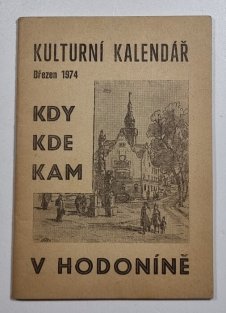 KULTURNÍ KALENDÁŘ
Březen 1974
KDY
KDE
KAM
V HODONÍNĚ